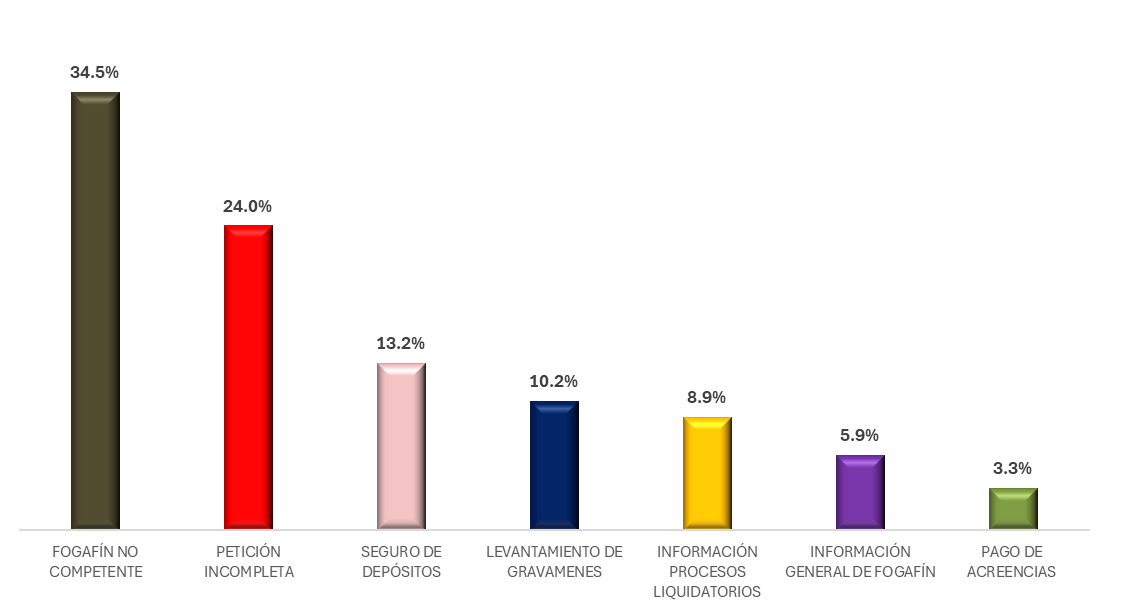 34.5%
24.0%
13.2%
10.2%
8.9%
5.9%
3.3%
FOGAFÍN NO
COMPETENTE
PETICIÓN
INCOMPLETA
SEGURO DE
DEPÓSITOS
LEVANTAMIENTO DE
GRAVAMENES
INFORMACIÓN
PROCESOS
LIQUIDATORIOS
INFORMACIÓN
GENERAL DE FOGAFÍN
PAGO DE
ACREENCIAS